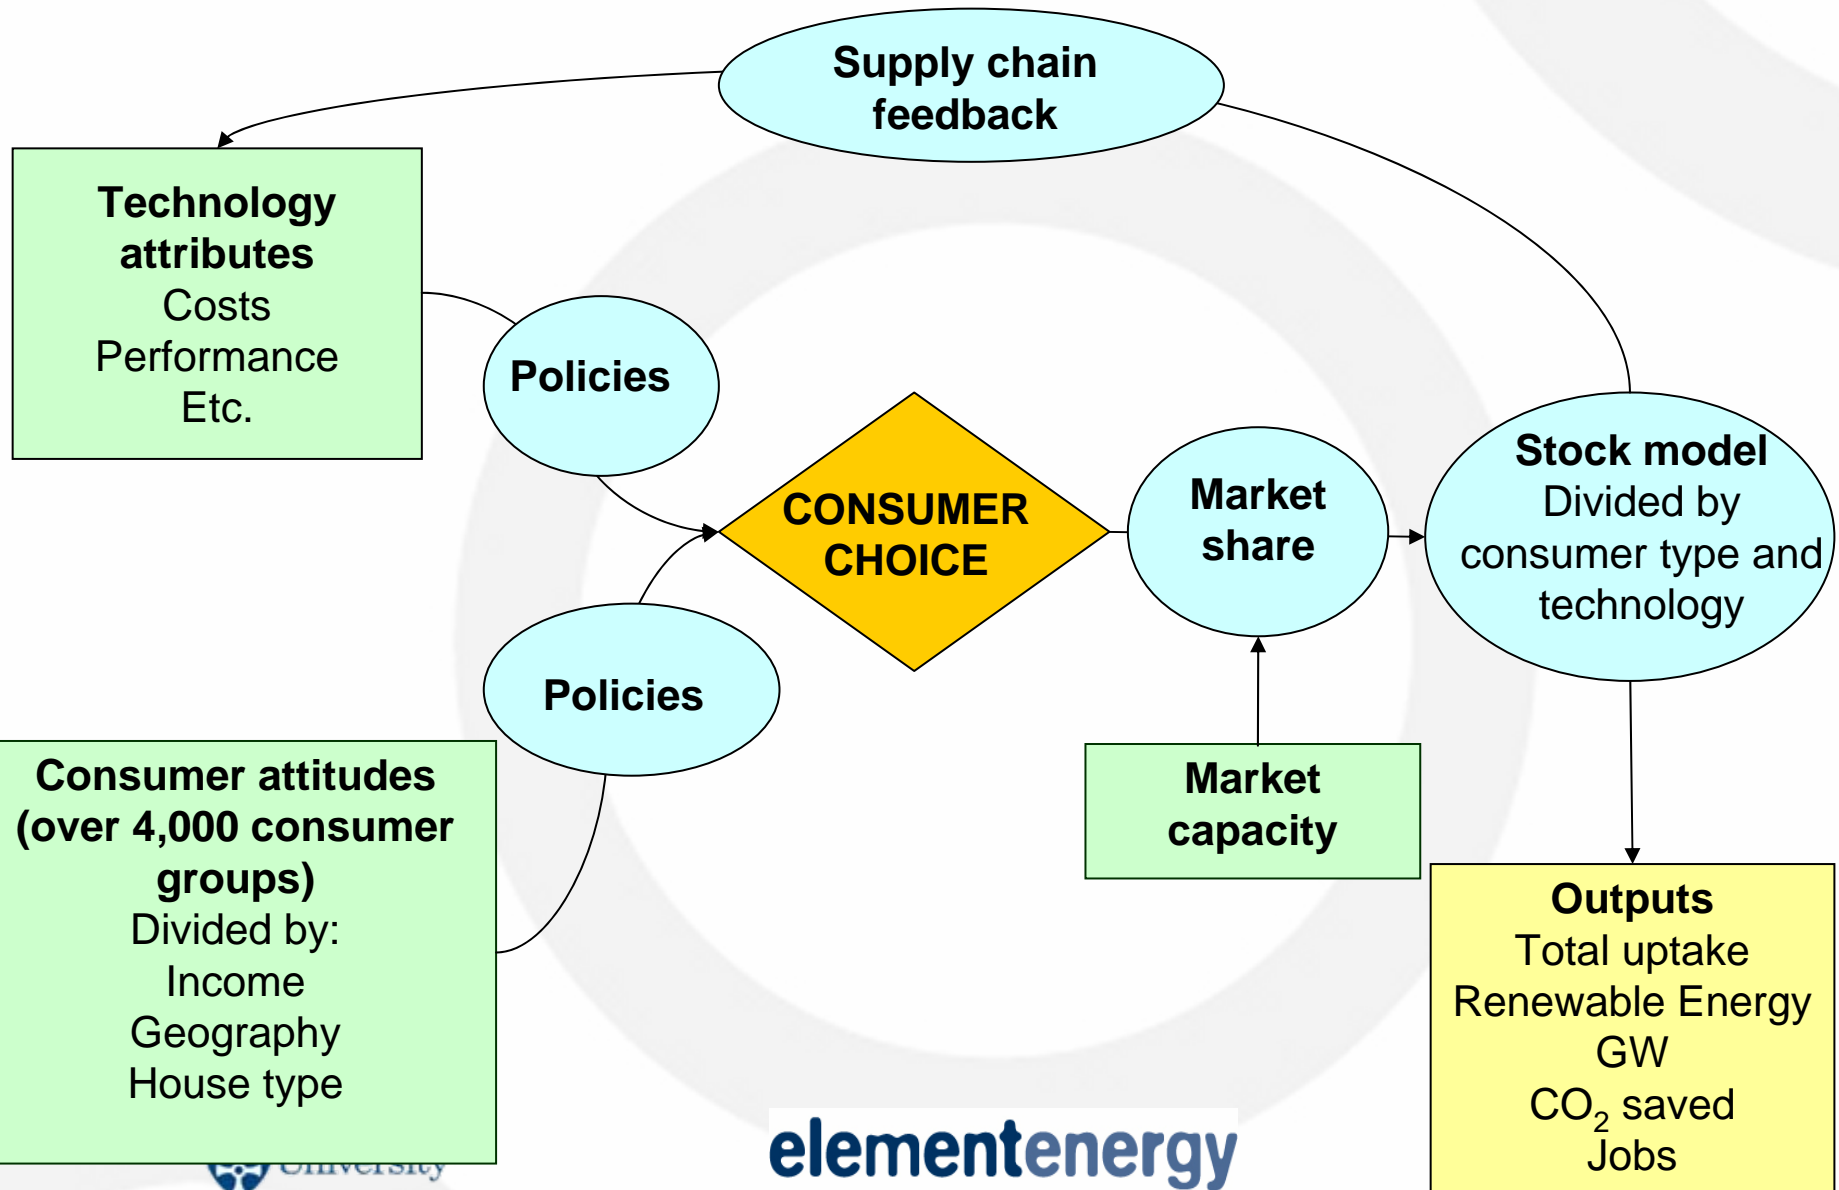 Supply chain
feedback
Technology
attributes
Costs
Performance
Etc.
Policies
CONSUMER
CHOICE
Market
share
Stock model
Divided by
consumer type and
technology
Policies
Consumer attitudes
(over 4,000 consumer
groups)
Divided by:
Income
Geography
House type
Market
capacity
Outputs
Total uptake
Renewable Energy
GW
CO₂ saved
Jobs
University
elementenergy